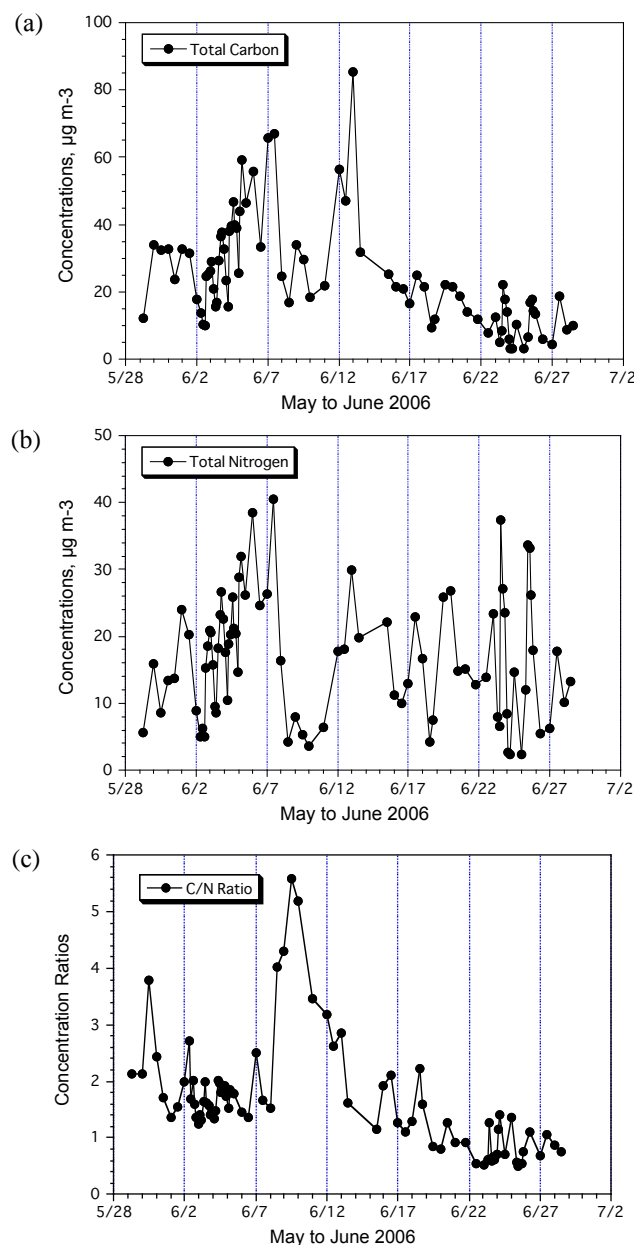 (a)
100
80
60
40
20
0
Concentrations, µg m-3
Total Carbon
5/28 6/2 6/7 6/12 6/17 6/22 6/27 7/2
May to June 2006
(b)
50
40
30
20
10
0
Concentrations, µg m-3
Total Nitrogen
5/28 6/2 6/7 6/12 6/17 6/22 6/27 7/2
May to June 2006
(c)
6
5
4
3
2
1
0
Concentration Ratios
C/N Ratio
5/28 6/2 6/7 6/12 6/17 6/22 6/27 7/2
May to June 2006